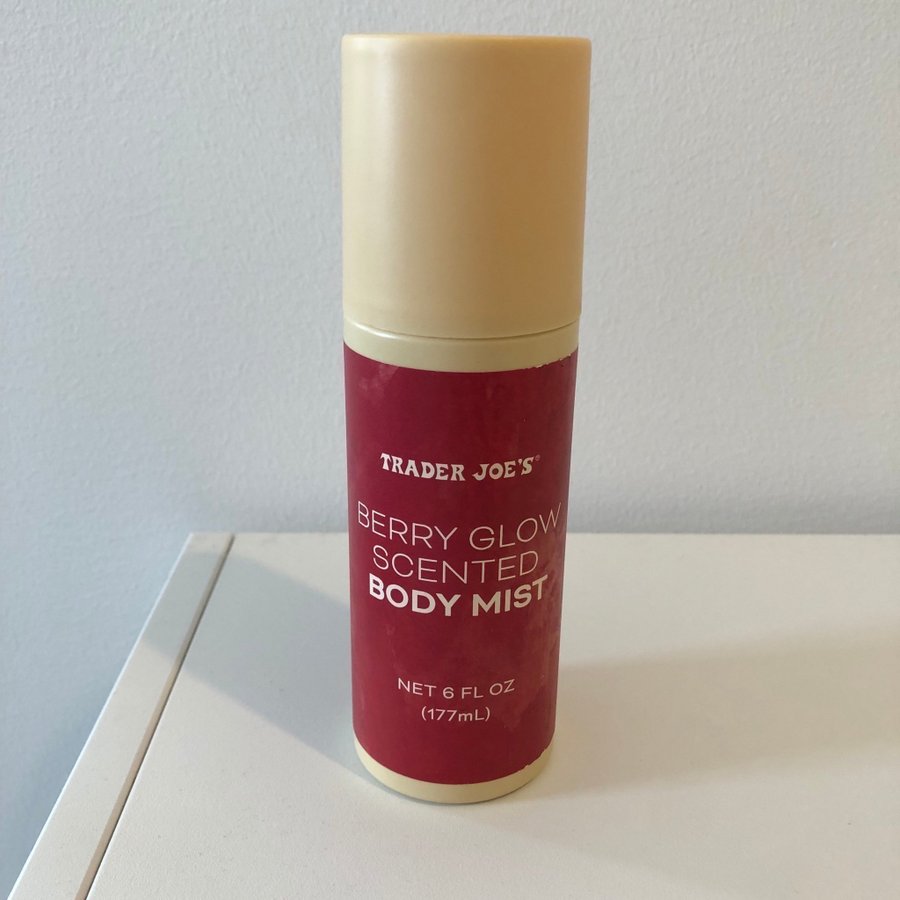 TRADER JOE'S
BERRY GLOW
SCENTED
BODY MIST
NET 6 FL OZ
(177mL)